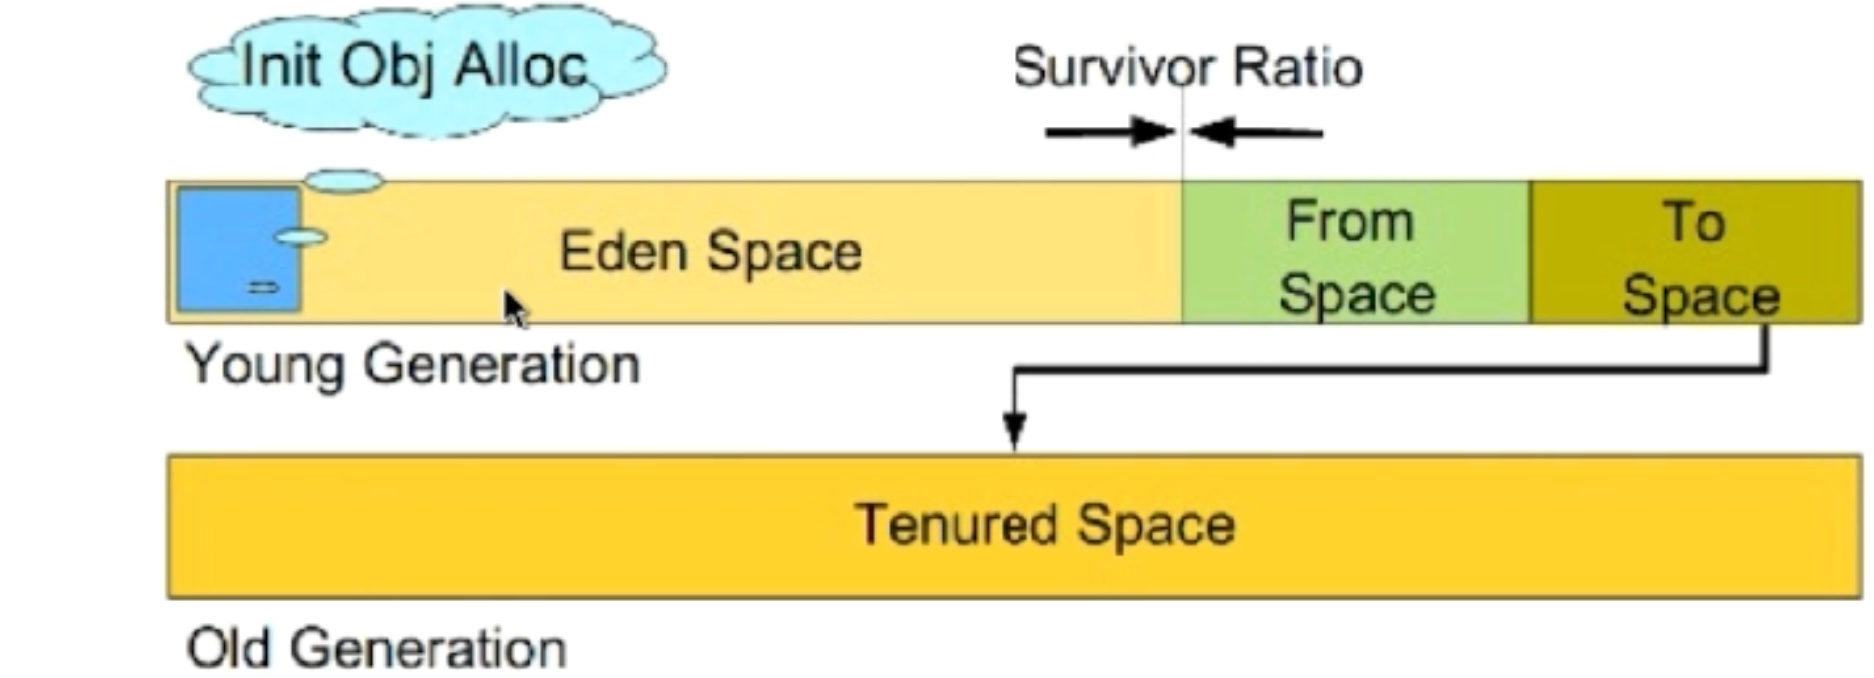 Init Obj Alloc
Survivor Ratio
Eden Space
From
Space
To
Space
Young Generation
Tenured Space
Old Generation